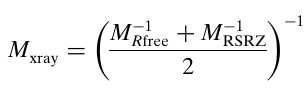 M_xray = ((M_Rfree^−1 + M_RSRZ^−1) / 2)^−1